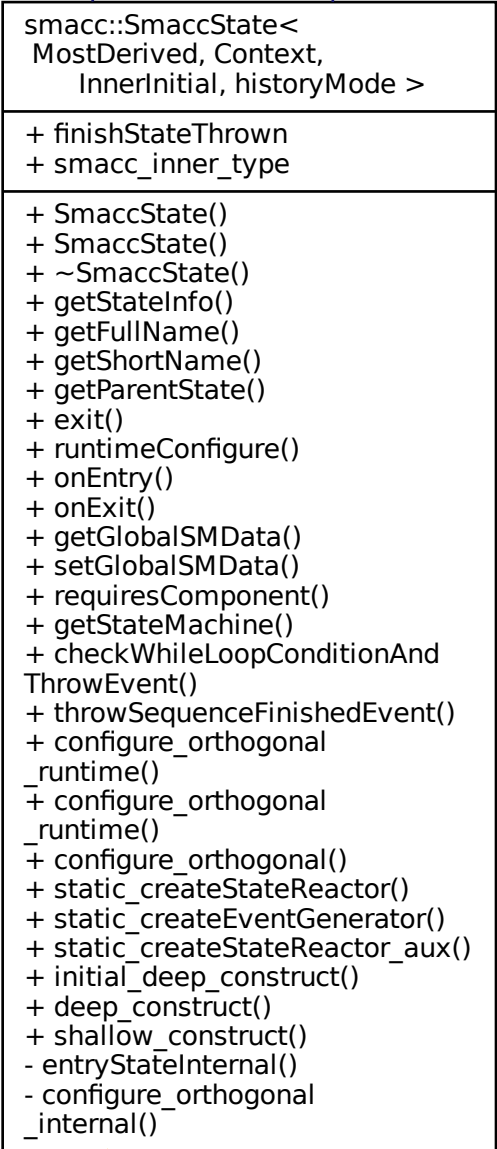 smacc::SmaccState<
MostDerived, Context,
InnerInitial, historyMode >
+ finishStateThrown
+ smacc_inner_type
+ SmaccState()
+ SmaccState()
+ ~SmaccState()
+ getStateInfo()
+ getFullName()
+ getShortName()
+ getParentState()
+ exit()
+ runtimeConfigure()
+ onEntry()
+ onExit()
+ getGlobalSMData()
+ setGlobalSMData()
+ requiresComponent()
+ getStateMachine()
+ checkWhileLoopConditionAnd
ThrowEvent()
+ throwSequenceFinishedEvent()
+ configure_orthogonal
_runtime()
+ configure_orthogonal
_runtime()
+ configure_orthogonal()
+ static_createStateReactor()
+ static_createEventGenerator()
+ static_createStateReactor_aux()
+ initial_deep_construct()
+ deep_construct()
+ shallow_construct()
- entryStateInternal()
- configure_orthogonal
_internal()